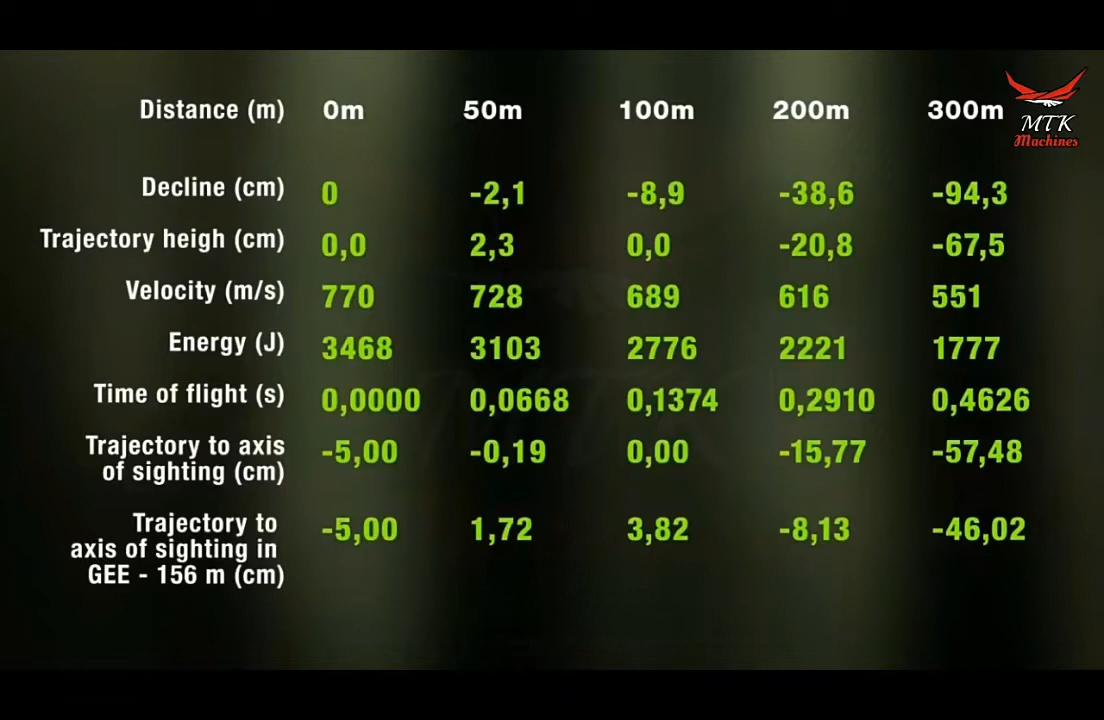 Distance (m) 0m 50m 100m 200m 300m
MTK
Machines
Decline (cm) 0 -2,1 -8,9 -38,6 -94,3
Trajectory heigh (cm) 0,0 2,3 0,0 -20,8 -67,5
Velocity (m/s) 770 728 689 616 551
Energy (J) 3468 3103 2776 2221 1777
Time of flight (s) 0,0000 0,0668 0,1374 0,2910 0,4626
Trajectory to axis
of sighting (cm) -5,00 -0,19 0,00 -15,77 -57,48
Trajectory to
axis of sighting in
GEE - 156 m (cm) -5,00 1,72 3,82 -8,13 -46,02
MTK